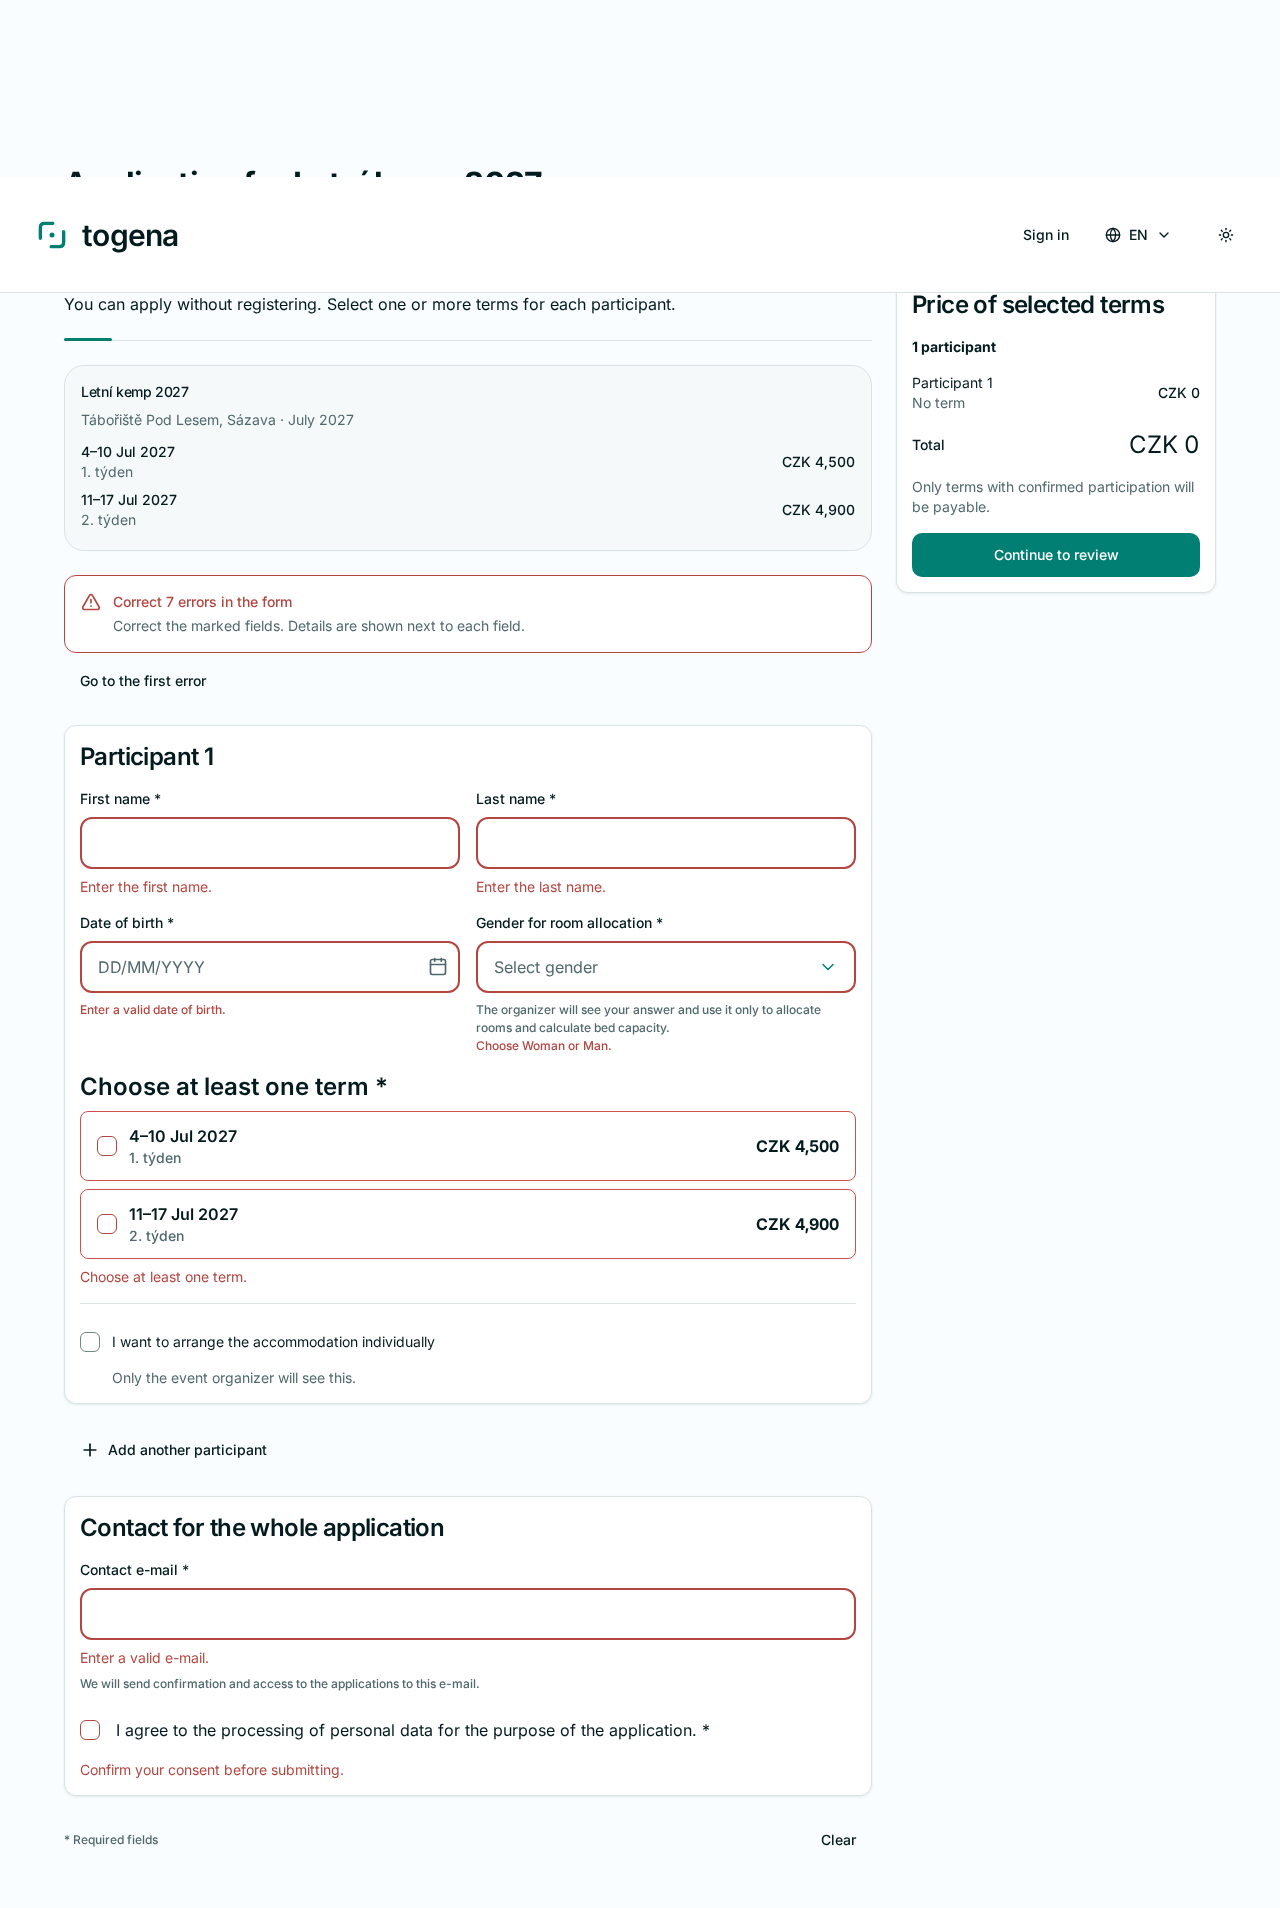 togena
Sign in
EN
You can apply without registering. Select one or more terms for each participant.
Letní kemp 2027
Tábořiště Pod Lesem, Sázava · July 2027
4–10 Jul 2027
1. týden
CZK 4,500
11–17 Jul 2027
2. týden
CZK 4,900
Price of selected terms
1 participant
Participant 1
No term
CZK 0
Total
CZK 0
Only terms with confirmed participation will
be payable.
Continue to review
Correct 7 errors in the form
Correct the marked fields. Details are shown next to each field.
Go to the first error
Participant 1
First name *
Last name *
Enter the first name.
Enter the last name.
Date of birth *
Gender for room allocation *
DD/MM/YYYY
Select gender
Enter a valid date of birth.
The organizer will see your answer and use it only to allocate
rooms and calculate bed capacity.
Choose Woman or Man.
Choose at least one term *
4–10 Jul 2027
1. týden
CZK 4,500
11–17 Jul 2027
2. týden
CZK 4,900
Choose at least one term.
I want to arrange the accommodation individually
Only the event organizer will see this.
Add another participant
Contact for the whole application
Contact e-mail *
Enter a valid e-mail.
We will send confirmation and access to the applications to this e-mail.
I agree to the processing of personal data for the purpose of the application. *
Confirm your consent before submitting.
* Required fields
Clear